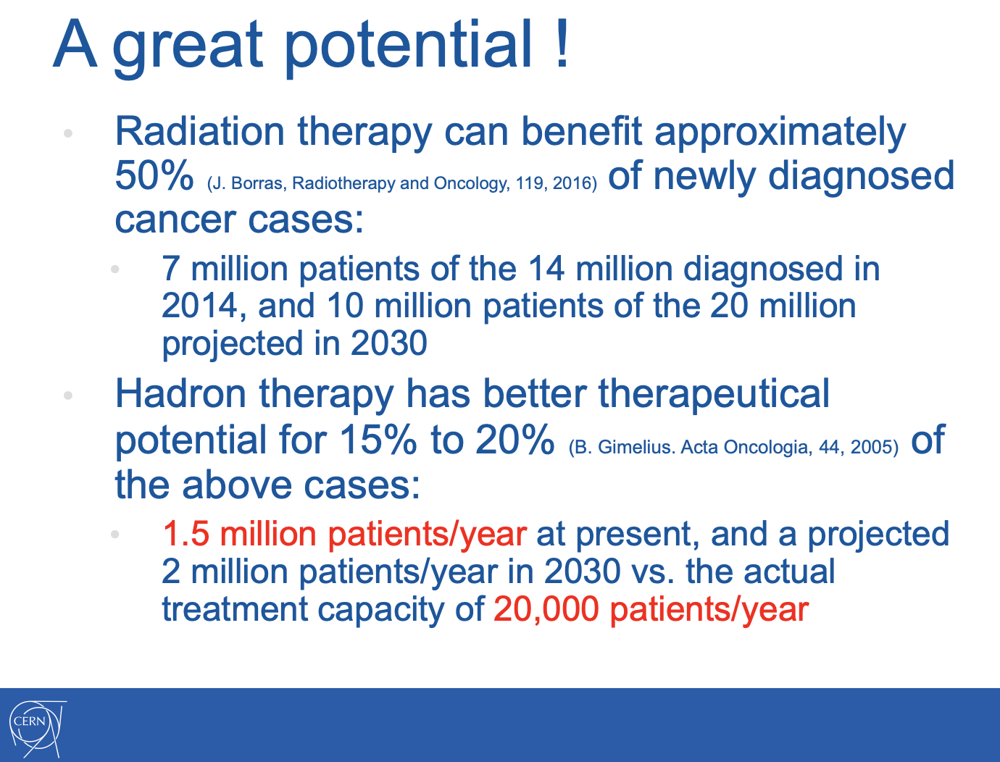 A great potential !
• Radiation therapy can benefit approximately
50% (J. Borras, Radiotherapy and Oncology, 119, 2016) of newly diagnosed
cancer cases:
• 7 million patients of the 14 million diagnosed in
2014, and 10 million patients of the 20 million
projected in 2030
• Hadron therapy has better therapeutical
potential for 15% to 20% (B. Gimelius. Acta Oncologia, 44, 2005) of
the above cases:
• 1.5 million patients/year at present, and a projected
2 million patients/year in 2030 vs. the actual
treatment capacity of 20,000 patients/year
CERN